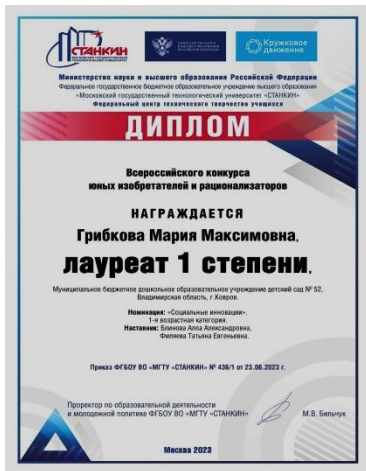 СТАНКИН
Кружковое
движение
Министерство науки и высшего образования Российской Федерации
Федеральное государственное бюджетное образовательное учреждение высшего образования
«Московский государственный технологический университет «СТАНКИН»
Федеральный центр технического творчества учащихся
ДИПЛОМ
Всероссийского конкурса
юных изобретателей и рационализаторов
НАГРАЖДАЕТСЯ
Грибкова Мария Максимовна,
лауреат 1 степени,
Муниципальное бюджетное дошкольное образовательное учреждение детский сад № 52,
Владимирская область, г.Ковров.
Номинация: «Социальные инновации».
1-я возрастная категория.
Наставник: Блинова Алла Александровна,
Филяева Татьяна Евгеньевна.
Приказ ФГБОУ ВО «МГТУ «СТАНКИН» № 436/1 от 23.06.2023 г.
Проректор по образовательной деятельности
и молодежной политике ФГБОУ ВО «МГТУ «СТАНКИН»
М.В. Бильчук
Москва 2023